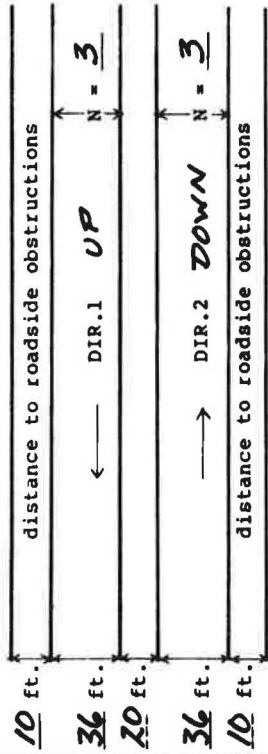 10 ft.
distance to roadside obstructions
36 ft.
DIR.1 UP
N = 3
20 ft.
36 ft.
DIR.2 DOWN
N = 3
10 ft.
distance to roadside obstructions